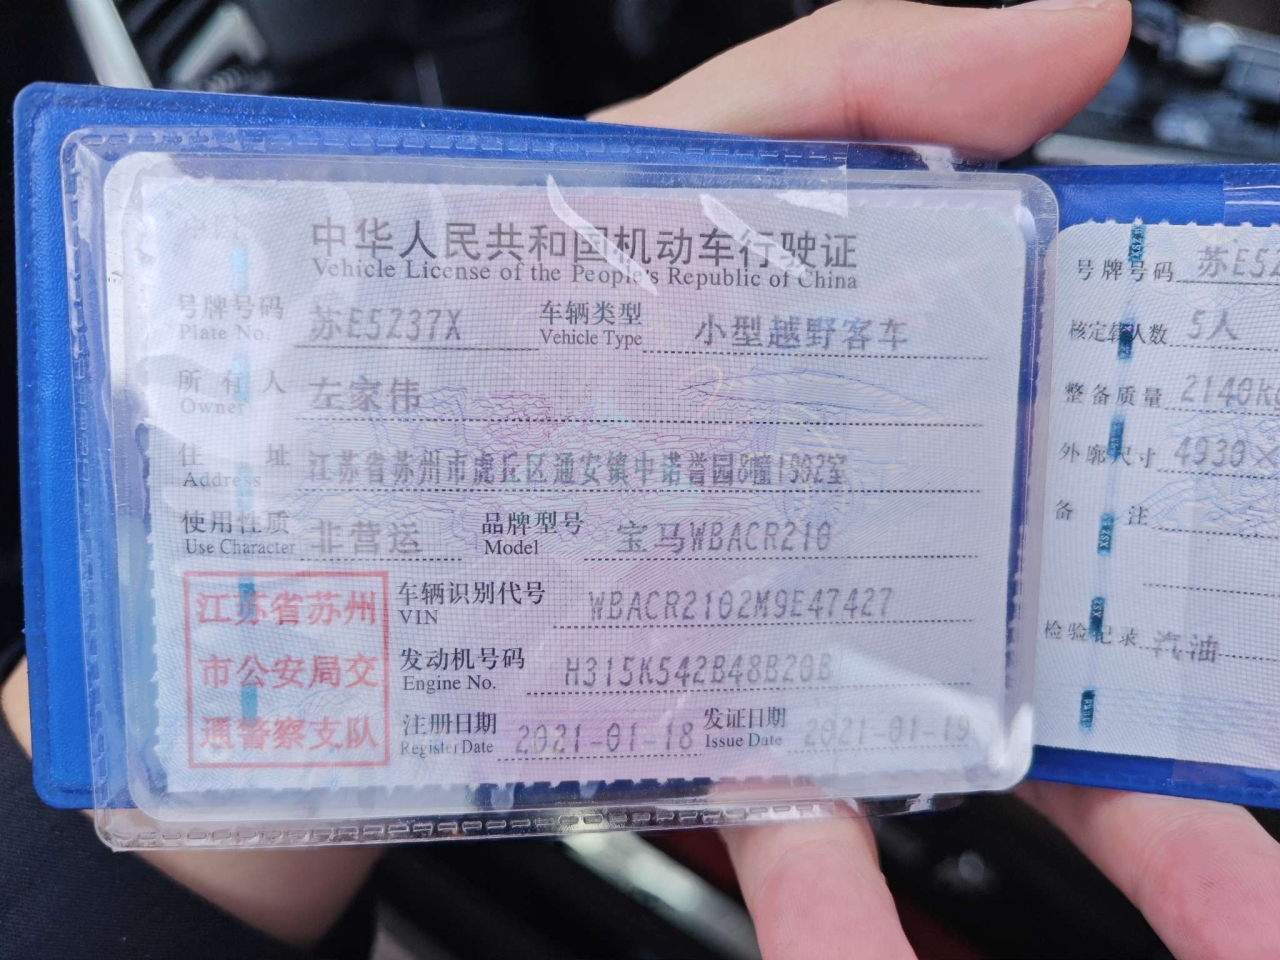 中华人民共和国机动车行驶证
Vehicle License of the People's Republic of China
号牌号码 苏E5Z37X 车辆类型 小型越野客车
Plate No. Vehicle Type
所有人 左家伟
Owner
住址 江苏省苏州市虎丘区通安镇中诺誉园8幢1902室
Address
使用性质 非营运 品牌型号 宝马WBACR210
Use Character Model
车辆识别代号 WBACR2102M9E47427
VIN
发动机号码 H315K542B48B20B
Engine No.
注册日期 2021-01-18 发证日期 2021-01-19
Register Date Issue Date
江苏省苏州
市公安局交
通警察支队
号牌号码 苏E5Z
核定载人数 5人
整备质量 2140k
外廓尺寸 4930×
备注
检验记录 汽油